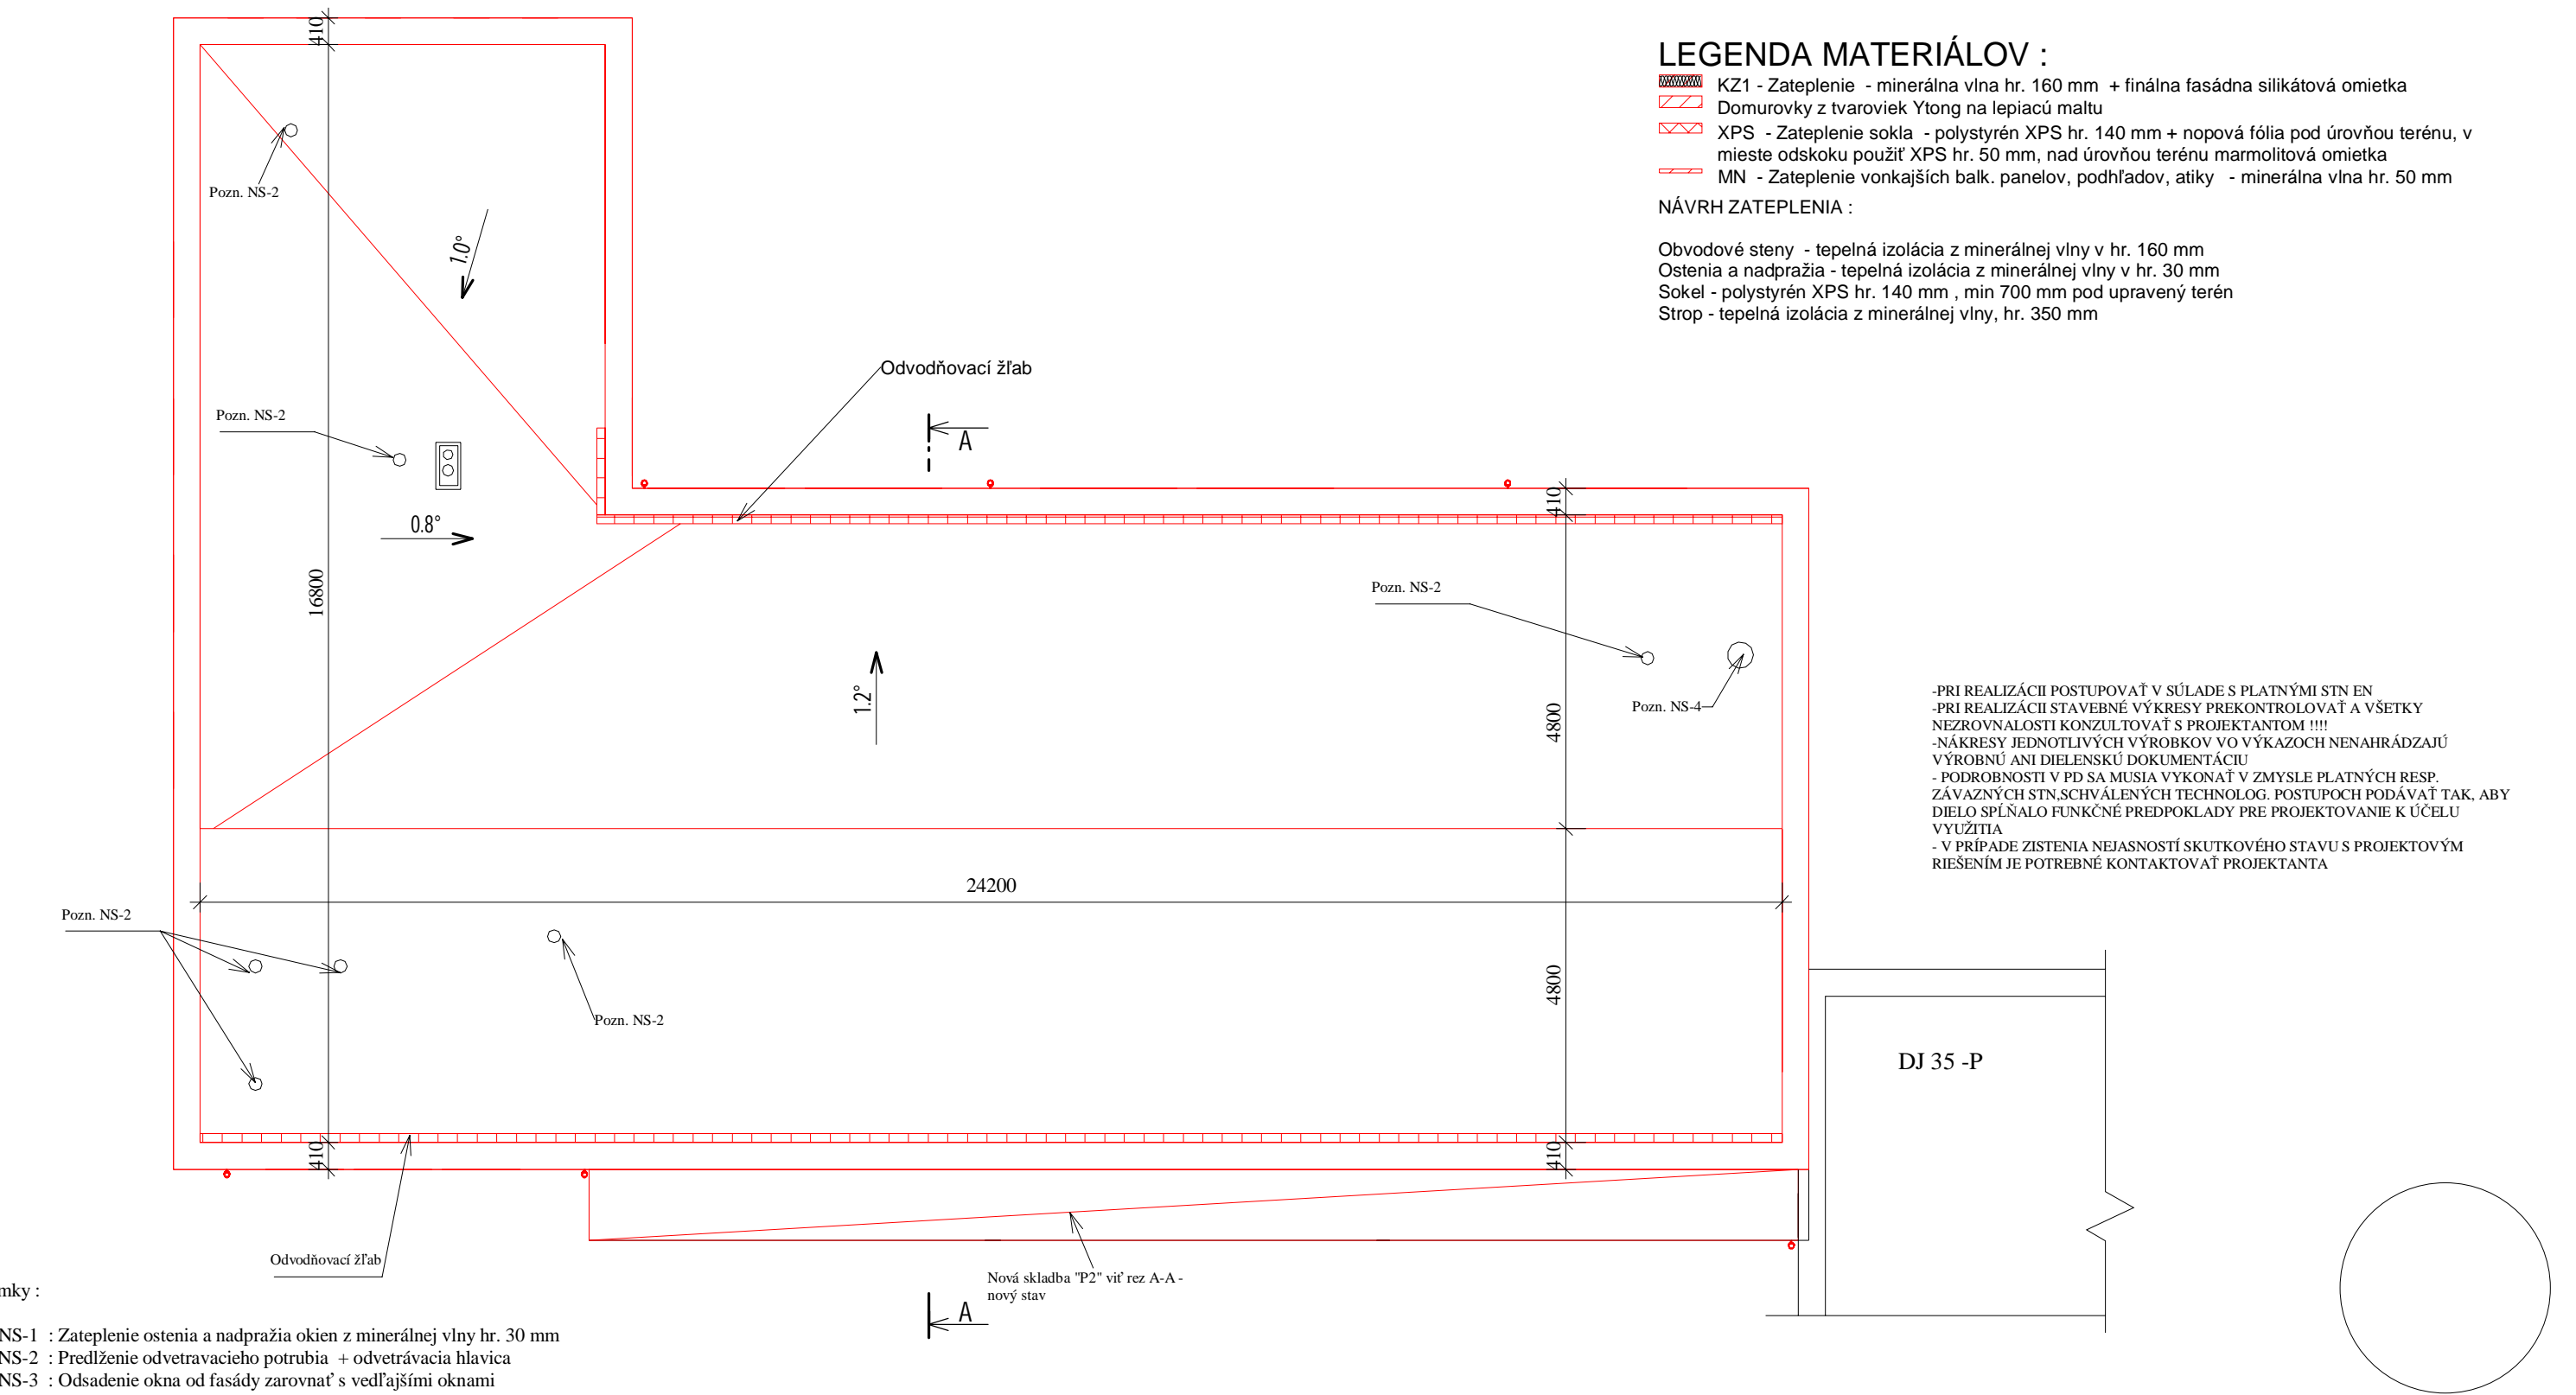 LEGENDA MATERIÁLOV :
KZ1 - Zateplenie - minerálna vlna hr. 160 mm + finálna fasádna silikátová omietka
Domurovky z tvaroviek Ytong na lepiacú maltu
XPS - Zateplenie sokla - polystyrén XPS hr. 140 mm + nopová fólia pod úrovňou terénu, v
mieste odskoku použiť XPS hr. 50 mm, nad úrovňou terénu marmolitová omietka
MN - Zateplenie vonkajších balk. panelov, podhľadov, atiky - minerálna vlna hr. 50 mm
NÁVRH ZATEPLENIA :
Obvodové steny - tepelná izolácia z minerálnej vlny v hr. 160 mm
Ostenia a nadpražia - tepelná izolácia z minerálnej vlny v hr. 30 mm
Sokel - polystyrén XPS hr. 140 mm , min 700 mm pod upravený terén
Strop - tepelná izolácia z minerálnej vlny, hr. 350 mm
410
Pozn. NS-2
1.0°
Odvodňovací žľab
Pozn. NS-2
A
0.8°
410
16800
Pozn. NS-2
1.2°
Pozn. NS-4
4800
-PRI REALIZÁCII POSTUPOVAŤ V SÚLADE S PLATNÝMI STN EN
-PRI REALIZÁCII STAVEBNÉ VÝKRESY PREKONTROLOVAŤ A VŠETKY
NEZROVNALOSTI KONZULTOVAŤ S PROJEKTANTOM !!!!
-NÁKRESY JEDNOTLIVÝCH VÝROBKOV VO VÝKAZOCH NENAHRÁDZAJÚ
VÝROBNÚ ANI DIELENSKÚ DOKUMENTÁCIU
- PODROBNOSTI V PD SA MUSIA VYKONAŤ V ZMYSLE PLATNÝCH RESP.
ZÁVAZNÝCH STN,SCHVÁLENÝCH TECHNOLOG. POSTUPOCH PODÁVAŤ TAK, ABY
DIELO SPĹŇALO FUNKČNÉ PREDPOKLADY PRE PROJEKTOVANIE K ÚČELU
VYUŽITIA
- V PRÍPADE ZISTENIA NEJASNOSTÍ SKUTKOVÉHO STAVU S PROJEKTOVÝM
RIEŠENÍM JE POTREBNÉ KONTAKTOVAŤ PROJEKTANTA
24200
Pozn. NS-2
4800
Pozn. NS-2
DJ 35 -P
410
410
Odvodňovací žľab
Nová skladba "P2" viť rez A-A -
nový stav
A
mky :
NS-1 : Zateplenie ostenia a nadpražia okien z minerálnej vlny hr. 30 mm
NS-2 : Predlženie odvetravacieho potrubia + odvetrávacia hlavica
NS-3 : Odsadenie okna od fasády zarovnať s vedľajšími oknami